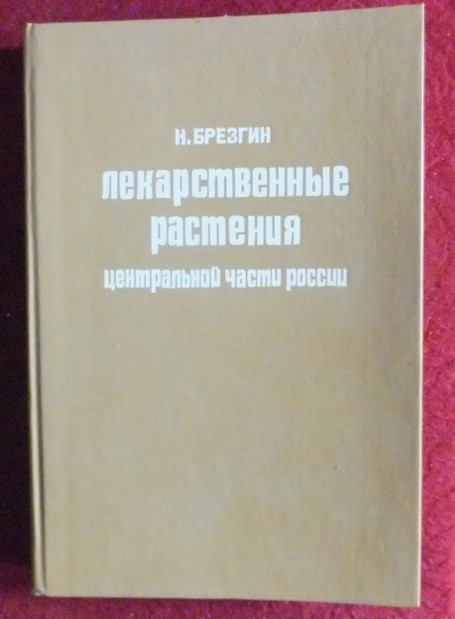 Н. БРЕЗГИН
лекарственные
растения
центральной части россии